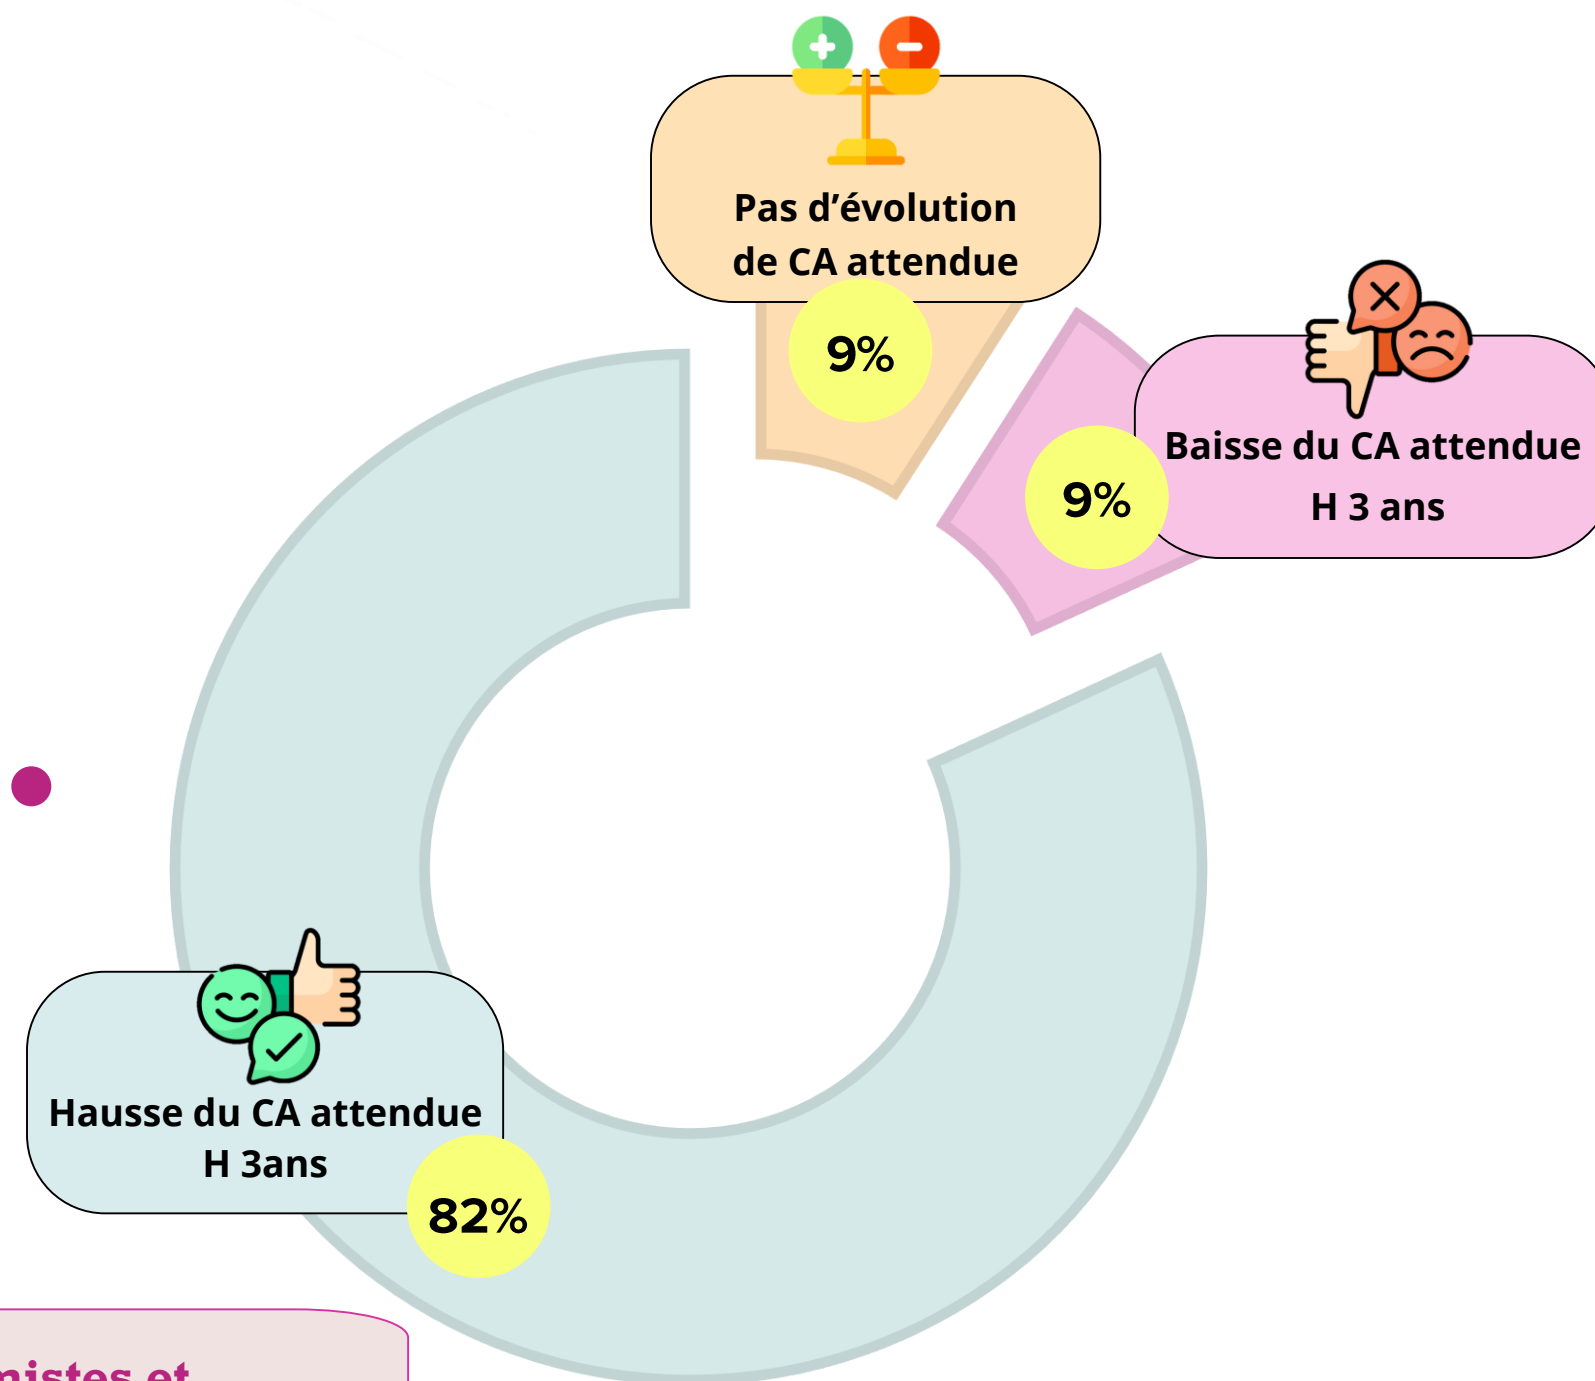 Pas d’évolution
de CA attendue
9%
Baisse du CA attendue
H 3 ans
9%
Hausse du CA attendue
H 3ans
82%
et